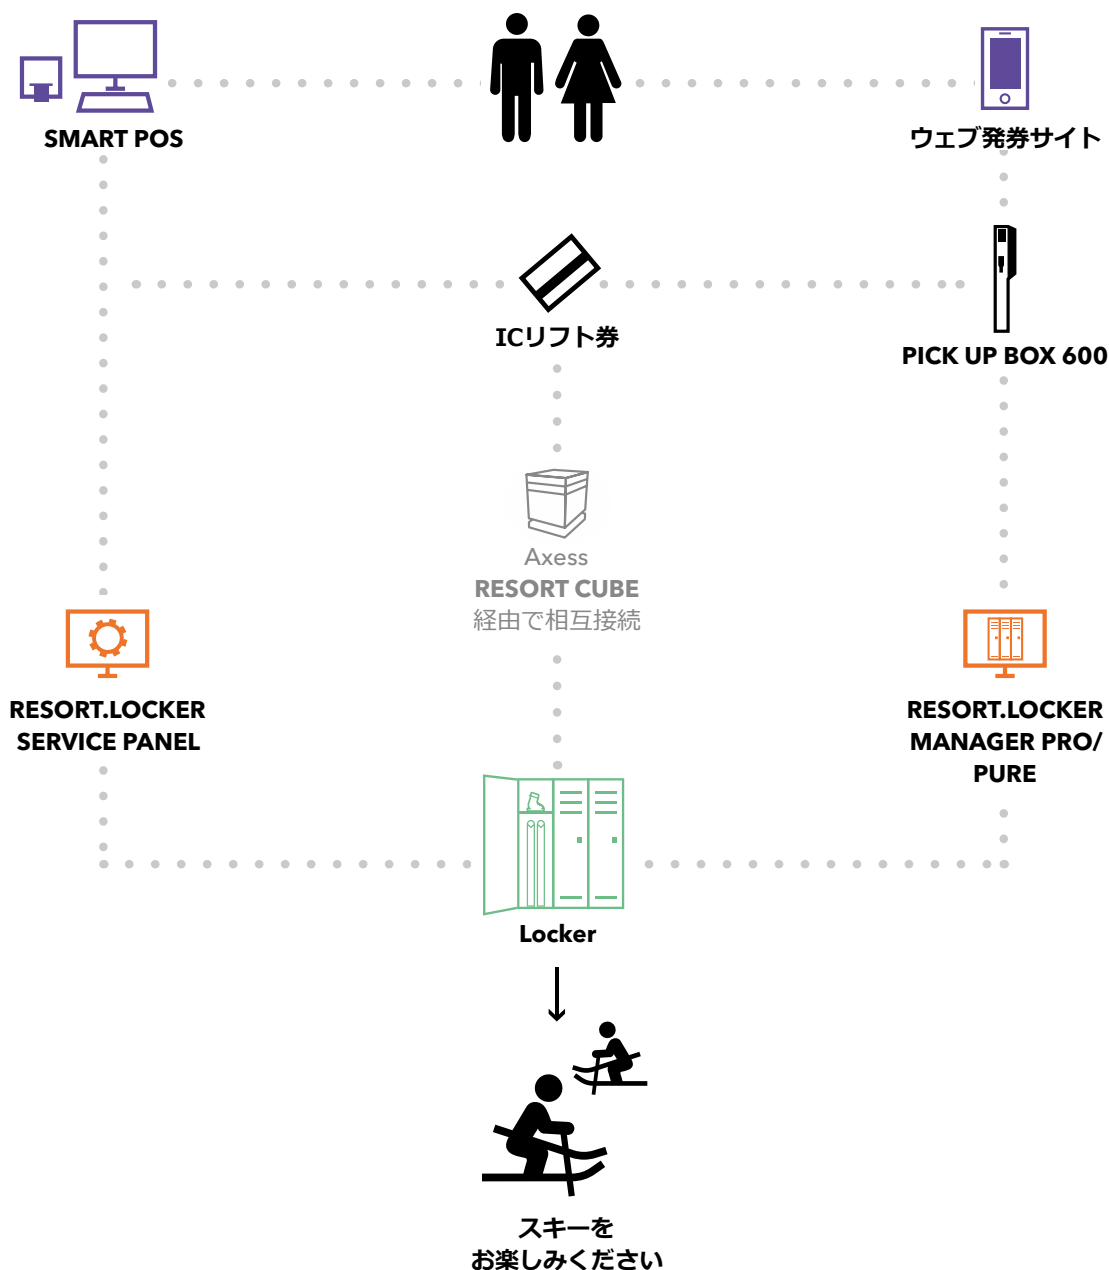 SMART POS
ウェブ発券サイト
ICリフト券
PICK UP BOX 600
Axess
RESORT CUBE
経由で相互接続
RESORT.LOCKER
SERVICE PANEL
RESORT.LOCKER
MANAGER PRO/
PURE
Locker
スキーを
お楽しみください